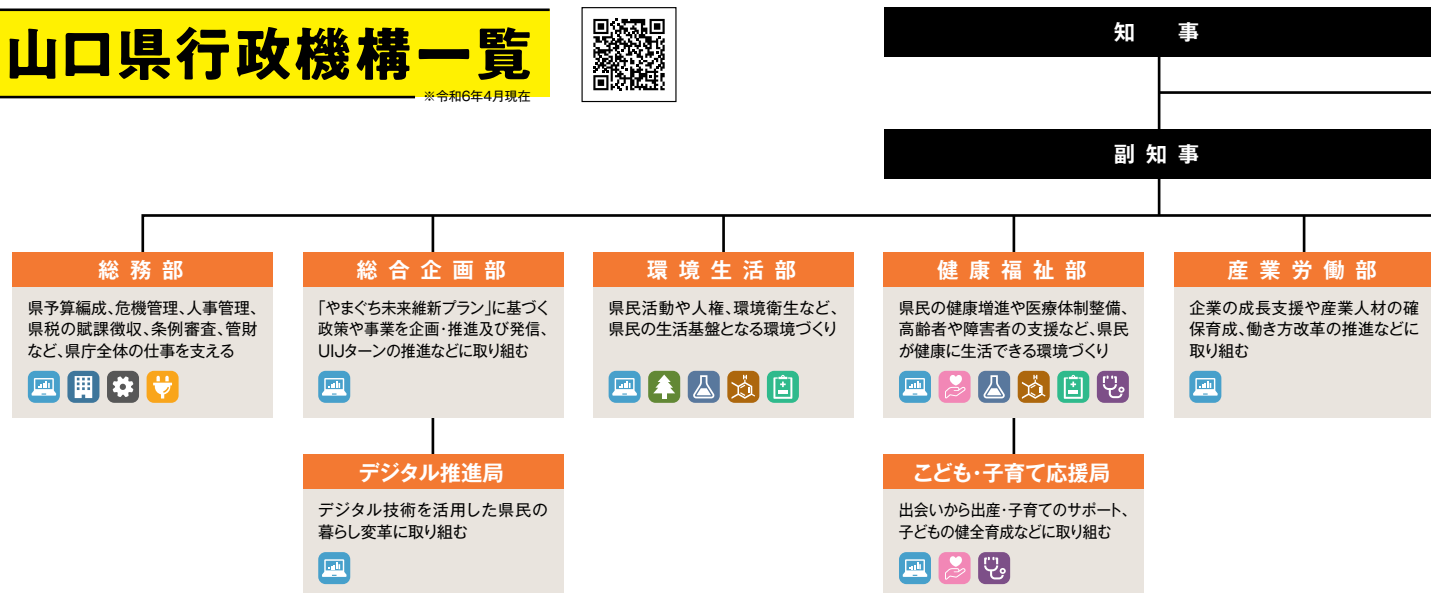 山口県行政機構一覧
※令和6年4月現在
知事
副知事
総務部
県予算編成、危機管理、人事管理、
県税の賦課徴収、条例審査、管財
など、県庁全体の仕事を支える
総合企画部
「やまぐち未来維新プラン」に基づく
政策や事業を企画・推進及び発信、
UIJターンの推進などに取り組む
環境生活部
県民活動や人権、環境衛生など、
県民の生活基盤となる環境づくり
健康福祉部
県民の健康増進や医療体制整備、
高齢者や障害者の支援など、県民
が健康に生活できる環境づくり
産業労働部
企業の成長支援や産業人材の確
保育成、働き方改革の推進などに
取り組む
デジタル推進局
デジタル技術を活用した県民の
暮らし変革に取り組む
こども・子育て応援局
出会いから出産・子育てのサポート、
子どもの健全育成などに取り組む